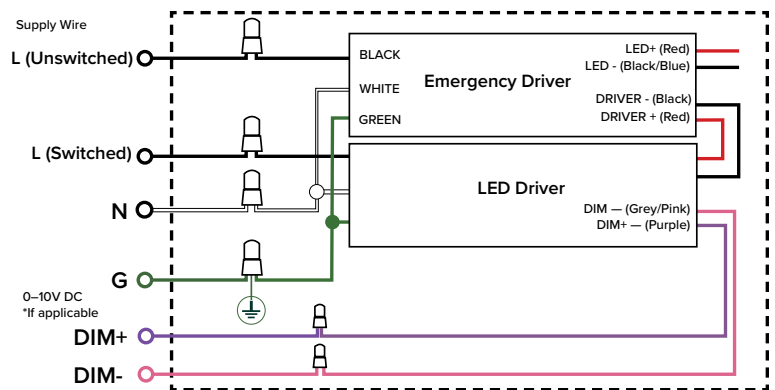 Supply Wire
L (Unswitched)
BLACK
WHITE
GREEN
Emergency Driver
LED+ (Red)
LED - (Black/Blue)
DRIVER - (Black)
DRIVER + (Red)
L (Switched)
LED Driver
N
DIM — (Grey/Pink)
DIM+ — (Purple)
G
0–10V DC
*If applicable
DIM+
DIM-